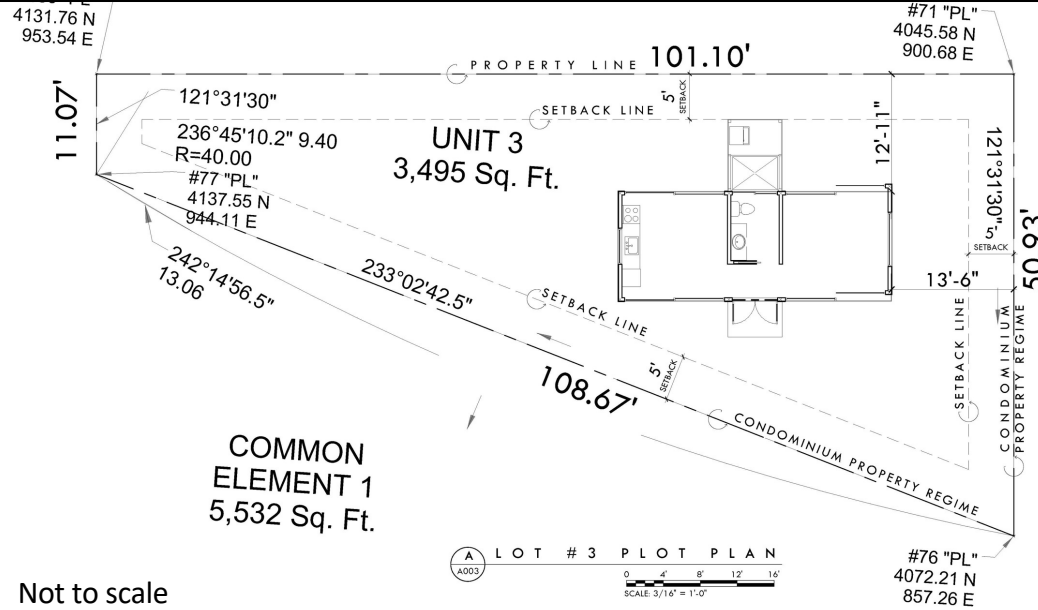 4131.76 N
953.54 E
#71 "PL"
4045.58 N
900.68 E
PROPERTY LINE
101.10'
11.07'
121°31'30"
SETBACK LINE
5'
SETBACK
236°45'10.2" 9.40
R=40.00
UNIT 3
3,495 Sq. Ft.
12'-11"
121°31'30"
#77 "PL"
4137.55 N
944.11 E
5'
SETBACK
50.93'
242°14'56.5"
13.06
233°02'42.5"
13'-6"
SETBACK LINE
SETBACK LINE
CONDOMINIUM
PROPERTY REGIME
5'
SETBACK
108.67'
CONDOMINIUM PROPERTY REGIME
COMMON
ELEMENT 1
5,532 Sq. Ft.
A
A003
LOT #3 PLOT PLAN
0 4' 8' 12' 16'
SCALE: 3/16" = 1'-0"
#76 "PL"
4072.21 N
857.26 E
Not to scale